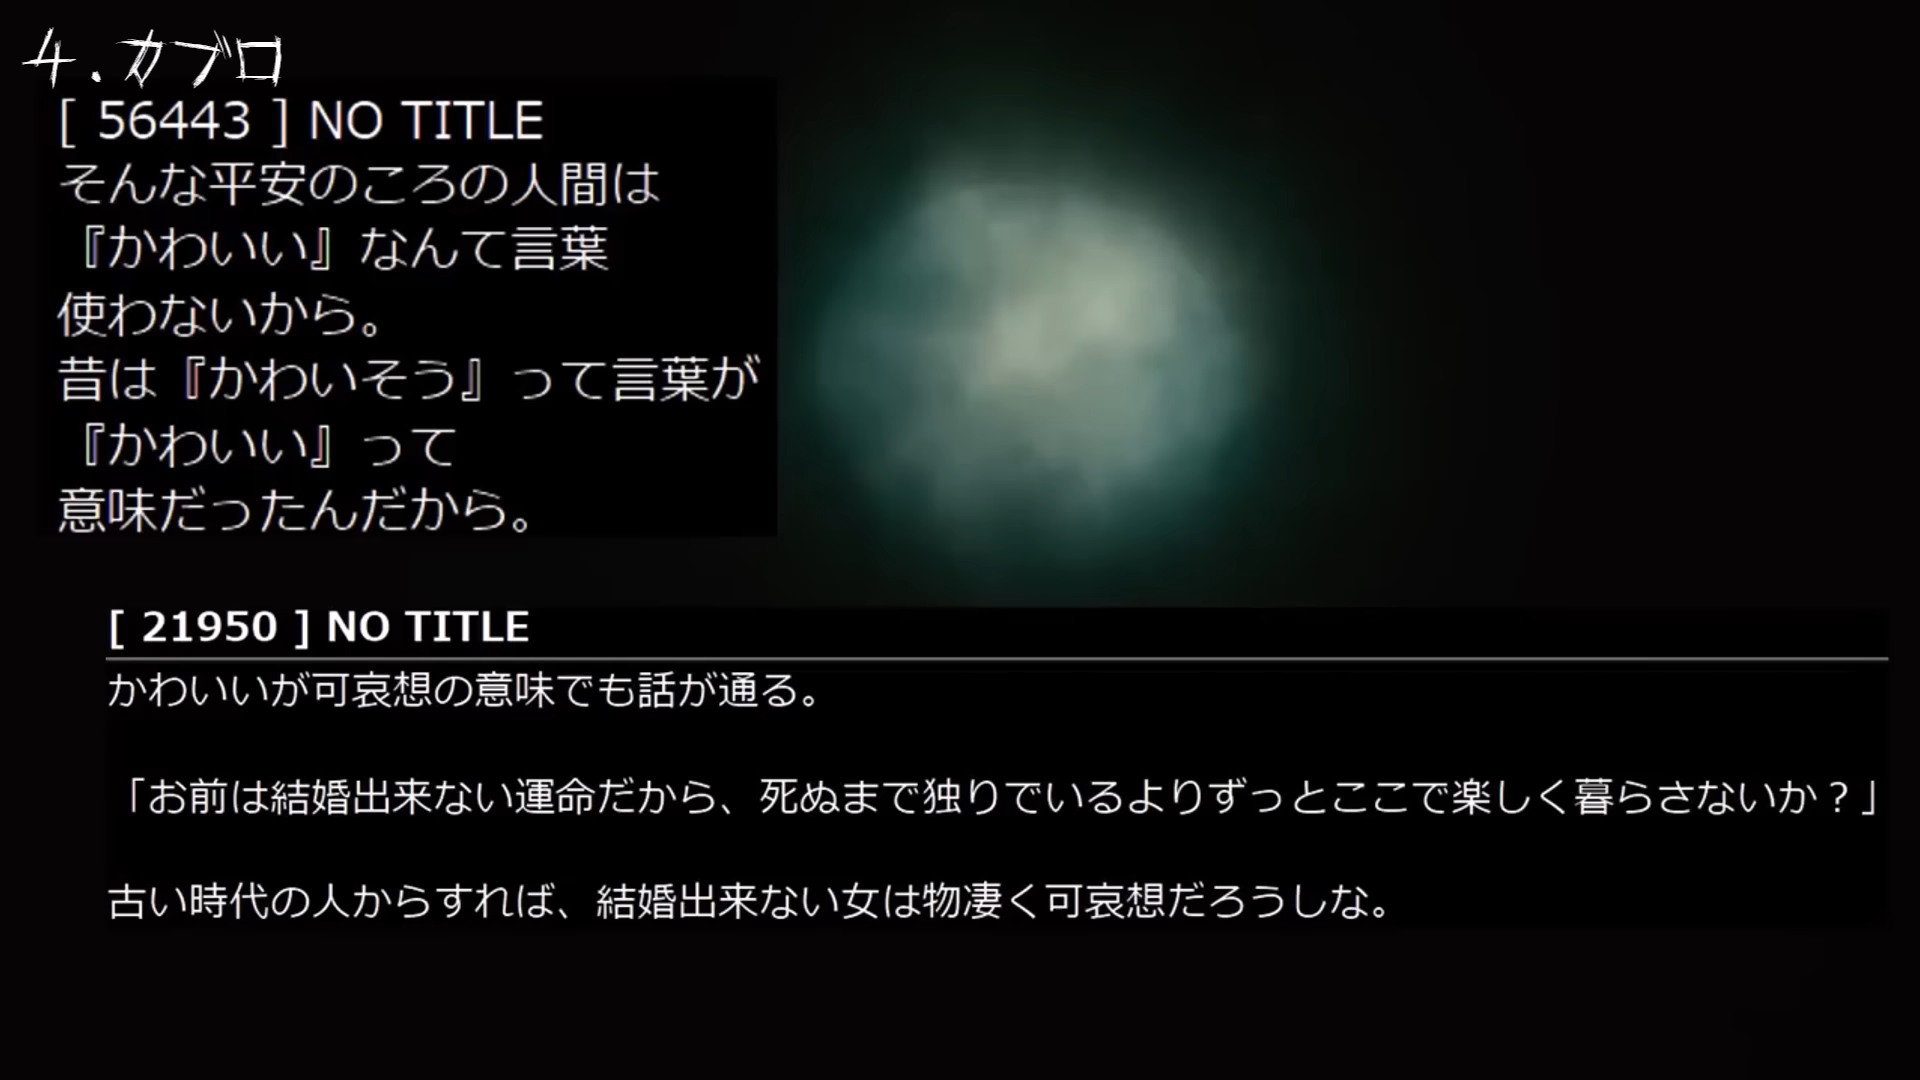 4.カブロ
[ 56443 ] NO TITLE
そんな平安のころの人間は
『かわいい』なんて言葉
使わないから。
昔は『かわいそう』って言葉が
『かわいい』って
意味だったんだから。
[ 21950 ] NO TITLE
かわいいが可哀想の意味でも話が通る。
「お前は結婚出来ない運命だから、死ぬまで独りでいるよりずっとここで楽しく暮らさないか？」
古い時代の人からすれば、結婚出来ない女は物凄く可哀想だろうしな。